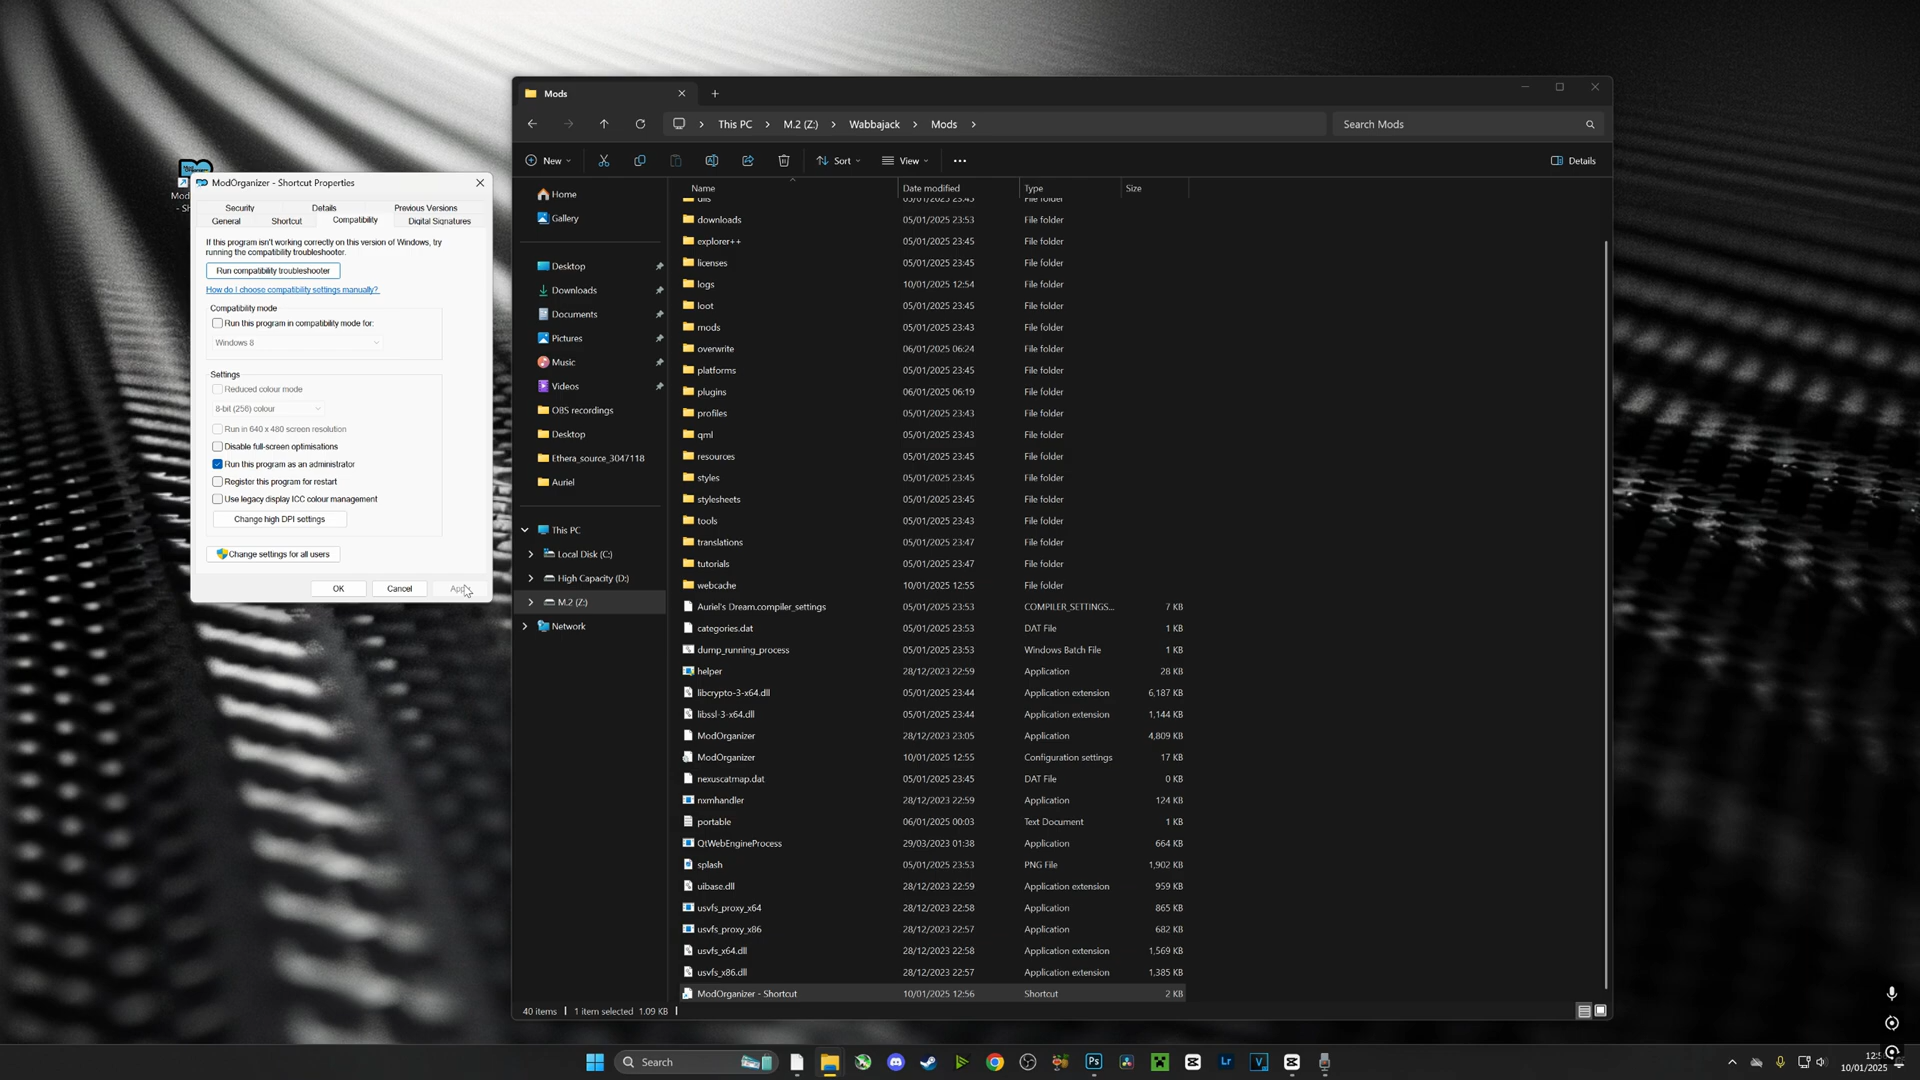 ModOrganizer - Shortcut Properties
Security
Details
Previous Versions
General
Shortcut
Compatibility
Digital Signatures
If this program isn't working correctly on this version of Windows, try
running the compatibility troubleshooter.
Run compatibility troubleshooter
How do I choose compatibility settings manually?
Compatibility mode
Run this program in compatibility mode for:
Windows 8
Settings
Reduced colour mode
8-bit (256) colour
Run in 640 x 480 screen resolution
Disable full-screen optimisations
Run this program as an administrator
Register this program for restart
Use legacy display ICC colour management
Change high DPI settings
Change settings for all users
OK
Cancel
Mods
This PC > M.2 (Z:) > Wabbajack > Mods >
Search Mods
New
Sort
View
Details
Home
Gallery
Desktop
Downloads
Documents
Pictures
Music
Videos
OBS recordings
Desktop
Ethera_source_3047118
Auriel
This PC
Local Disk (C:)
High Capacity (D:)
M.2 (Z:)
Network
Name Date modified Type Size
downloads 05/01/2025 23:53 File folder
explorer++ 05/01/2025 23:45 File folder
licenses 05/01/2025 23:45 File folder
logs 10/01/2025 12:54 File folder
loot 05/01/2025 23:45 File folder
mods 05/01/2025 23:43 File folder
overwrite 06/01/2025 06:24 File folder
platforms 05/01/2025 23:45 File folder
plugins 06/01/2025 06:19 File folder
profiles 05/01/2025 23:43 File folder
qml 05/01/2025 23:43 File folder
resources 05/01/2025 23:45 File folder
styles 05/01/2025 23:45 File folder
stylesheets 05/01/2025 23:45 File folder
tools 05/01/2025 23:43 File folder
translations 05/01/2025 23:47 File folder
tutorials 05/01/2025 23:47 File folder
webcache 10/01/2025 12:55 File folder
Auriel's Dream.compiler_settings 05/01/2025 23:53 COMPILER_SETTINGS... 7 KB
categories.dat 05/01/2025 23:53 DAT File 1 KB
dump_running_process 05/01/2025 23:53 Windows Batch File 1 KB
helper 28/12/2023 22:59 Application 28 KB
libcrypto-3-x64.dll 05/01/2025 23:44 Application extension 6,187 KB
libssl-3-x64.dll 05/01/2025 23:44 Application extension 1,144 KB
ModOrganizer 28/12/2023 23:05 Application 4,809 KB
ModOrganizer 10/01/2025 12:55 Configuration settings 17 KB
nexuscatmap.dat 05/01/2025 23:45 DAT File 0 KB
nxmhandler 28/12/2023 22:59 Application 124 KB
portable 06/01/2025 00:03 Text Document 1 KB
QtWebEngineProcess 29/03/2023 01:38 Application 664 KB
splash 05/01/2025 23:53 PNG File 1,902 KB
uibase.dll 28/12/2023 22:59 Application extension 959 KB
usvfs_proxy_x64 28/12/2023 22:58 Application 865 KB
usvfs_proxy_x86 28/12/2023 22:57 Application 682 KB
usvfs_x64.dll 28/12/2023 22:58 Application extension 1,569 KB
usvfs_x86.dll 28/12/2023 22:57 Application extension 1,385 KB
ModOrganizer - Shortcut 10/01/2025 12:56 Shortcut 2 KB
40 items 1 item selected 1.09 KB
Search
Ps
Lr
V
10/01/2025